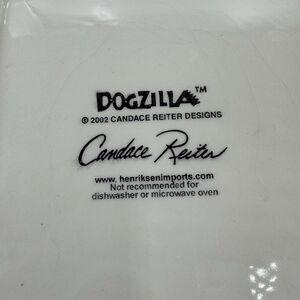 DOGZILLA™
© 2002 CANDACE REITER DESIGNS
Candace Reiter
www.henriksenimports.com
Not recommended for
dishwasher or microwave oven